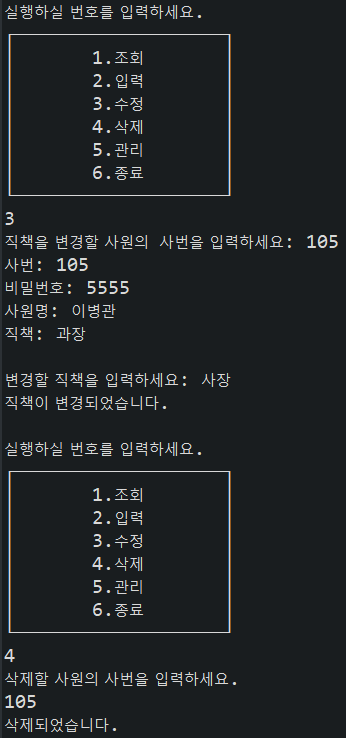 실행하실 번호를 입력하세요.
1.조회
2.입력
3.수정
4.삭제
5.관리
6.종료
3
직책을 변경할 사원의 사번을 입력하세요: 105
사번: 105
비밀번호: 5555
사원명: 이병관
직책: 과장
변경할 직책을 입력하세요: 사장
직책이 변경되었습니다.
실행하실 번호를 입력하세요.
1.조회
2.입력
3.수정
4.삭제
5.관리
6.종료
4
삭제할 사원의 사번을 입력하세요.
105
삭제되었습니다.